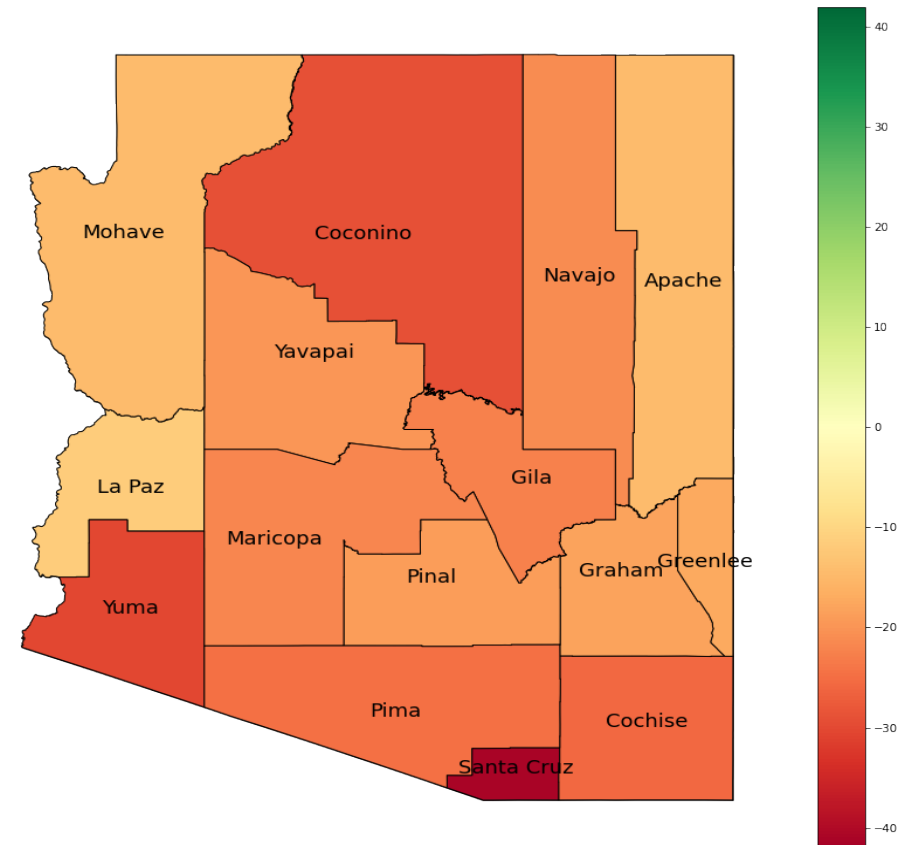 Mohave
Coconino
Navajo
Apache
Yavapai
La Paz
Gila
Maricopa
Pinal
Graham
Greenlee
Yuma
Pima
Cochise
Santa Cruz
40
30
20
10
0
−10
−20
−30
−40